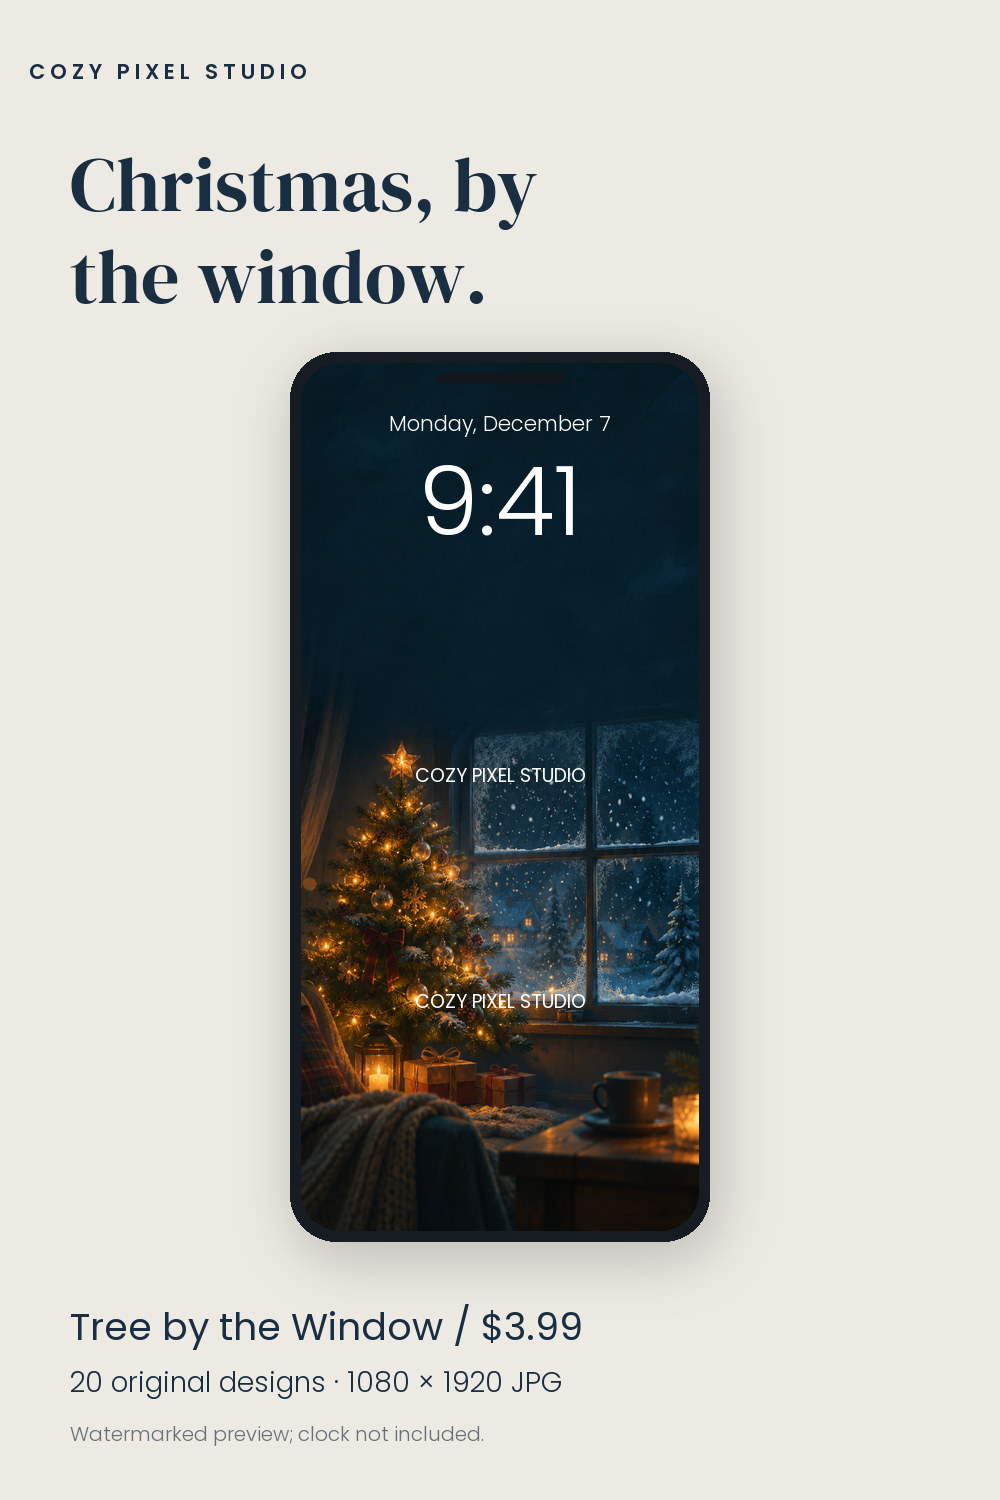 COZY PIXEL STUDIO
Christmas, by
the window.
Monday, December 7
9:41
COZY PIXEL STUDIO
COZY PIXEL STUDIO
Tree by the Window / $3.99
20 original designs · 1080 × 1920 JPG
Watermarked preview; clock not included.